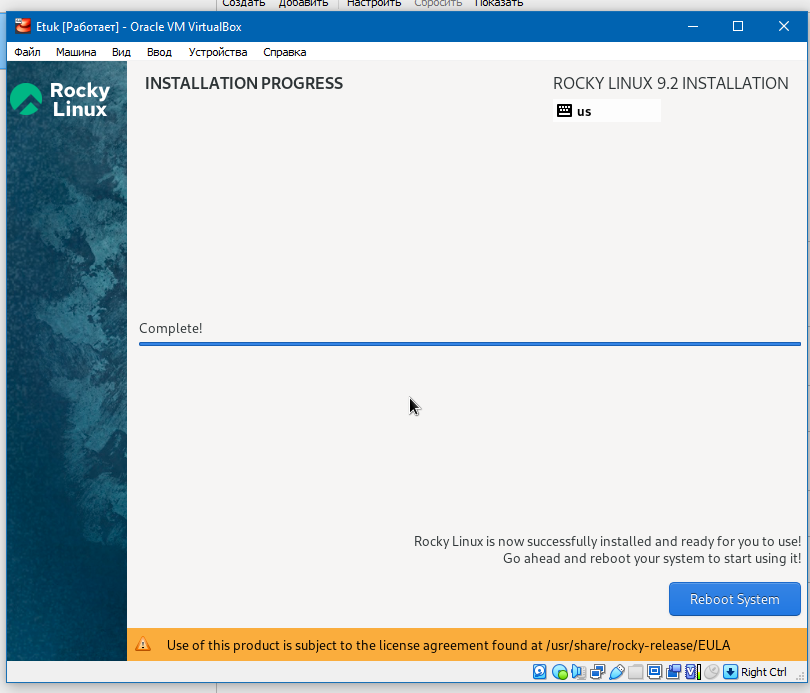 Создать Добавить Настроить Сбросить Показать
Etuk [Работает] - Oracle VM VirtualBox
Файл Машина Вид Ввод Устройства Справка
Rocky
Linux
INSTALLATION PROGRESS
ROCKY LINUX 9.2 INSTALLATION
us
Complete!
Rocky Linux is now successfully installed and ready for you to use!
Go ahead and reboot your system to start using it!
Reboot System
Use of this product is subject to the license agreement found at /usr/share/rocky-release/EULA
Right Ctrl